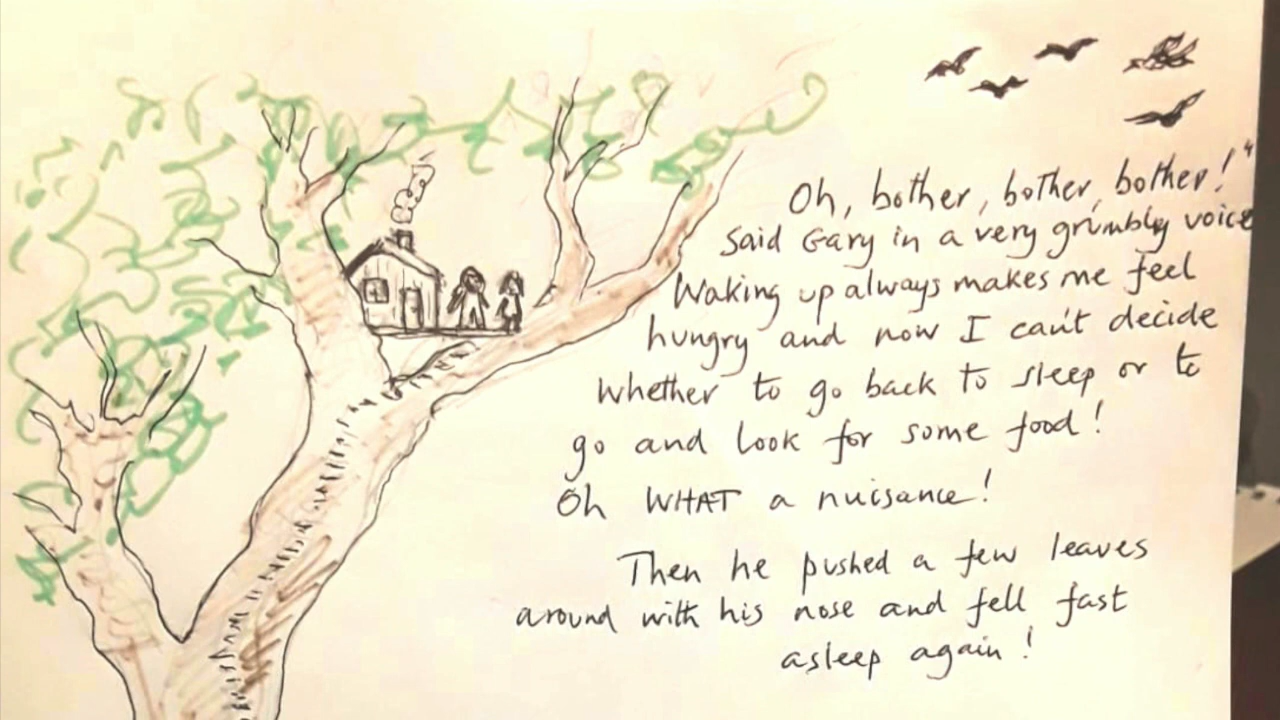 Oh, bother, bother, bother!"
said Gary in a very grumbly voice
Waking up always makes me feel
hungry and now I can't decide
whether to go back to sleep or to
go and look for some food!
Oh WHAT a nuisance!
Then he pushed a few leaves
around with his nose and fell fast
asleep again!